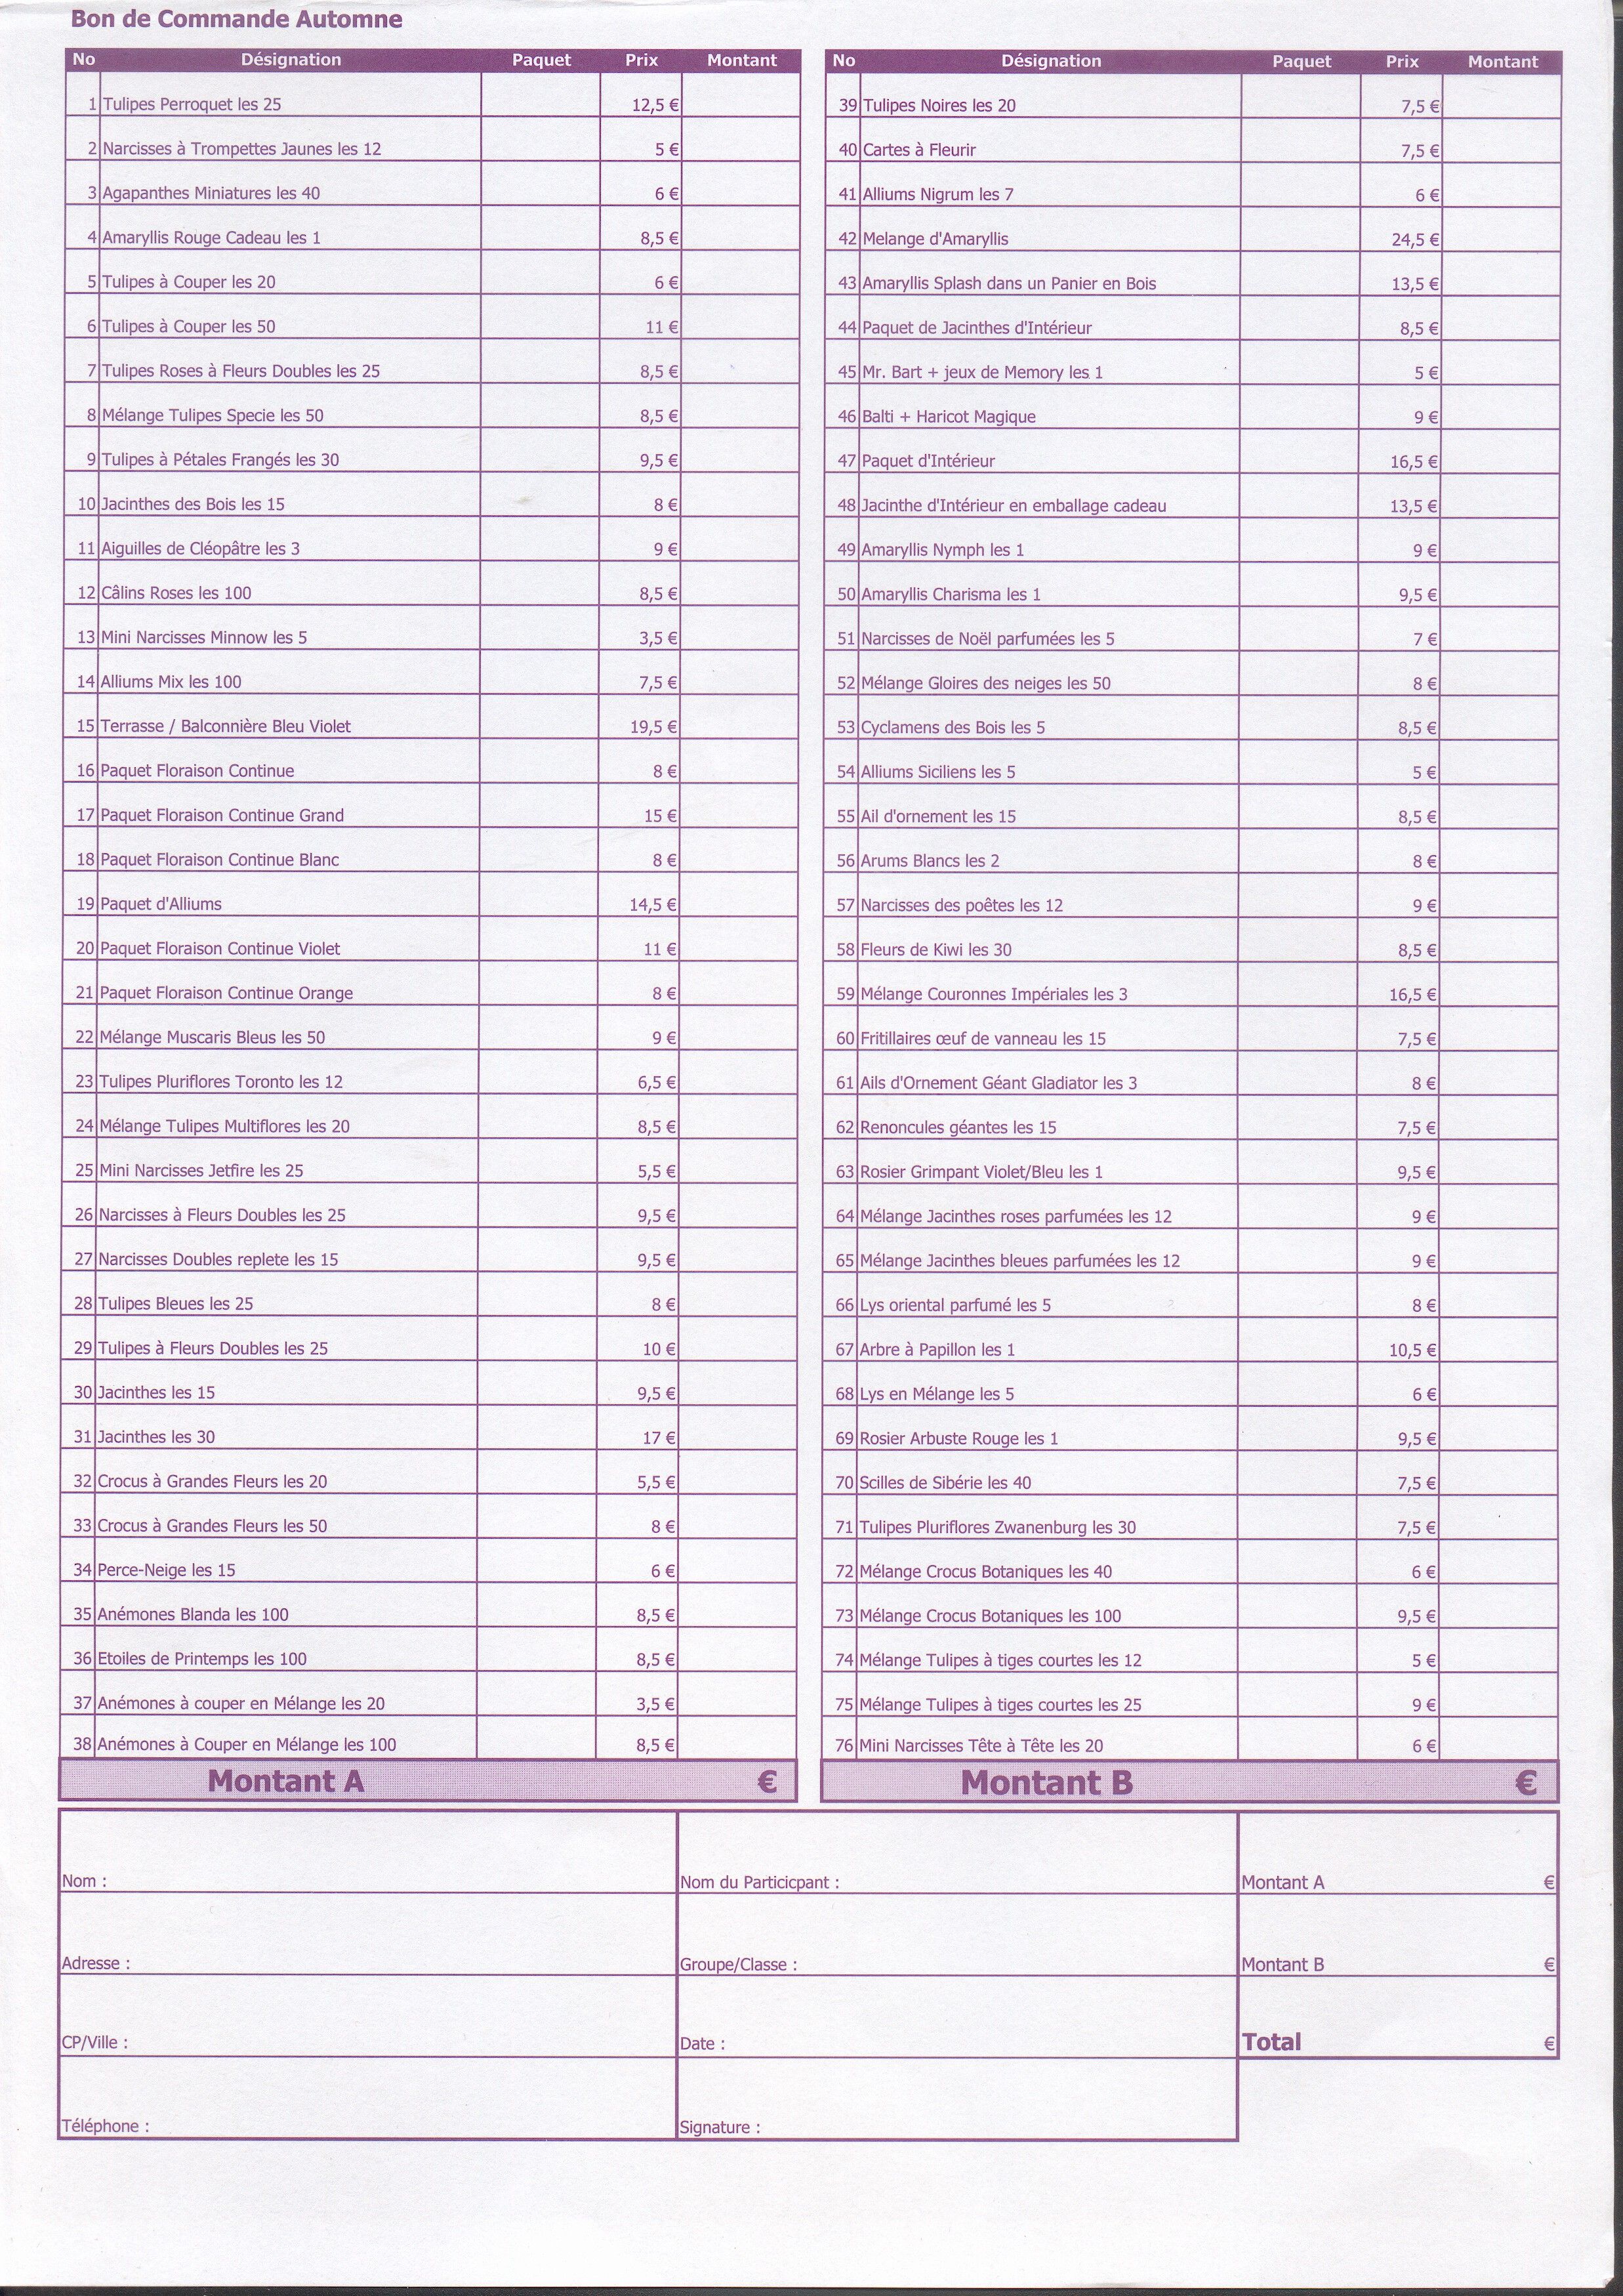 Bon de Commande Automne
No Désignation Paquet Prix Montant
1 Tulipes Perroquet les 25 12,5 €
2 Narcisses à Trompettes Jaunes les 12 5 €
3 Agapanthes Miniatures les 40 6 €
4 Amaryllis Rouge Cadeau les 1 8,5 €
5 Tulipes à Couper les 20 6 €
6 Tulipes à Couper les 50 11 €
7 Tulipes Roses à Fleurs Doubles les 25 8,5 €
8 Mélange Tulipes Specie les 50 8,5 €
9 Tulipes à Pétales Frangés les 30 9,5 €
10 Jacinthes des Bois les 15 8 €
11 Aiguilles de Cléopâtre les 3 9 €
12 Câlins Roses les 100 8,5 €
13 Mini Narcisses Minnow les 5 3,5 €
14 Alliums Mix les 100 7,5 €
15 Terrasse / Balconnière Bleu Violet 19,5 €
16 Paquet Floraison Continue 8 €
17 Paquet Floraison Continue Grand 15 €
18 Paquet Floraison Continue Blanc 8 €
19 Paquet d'Alliums 14,5 €
20 Paquet Floraison Continue Violet 11 €
21 Paquet Floraison Continue Orange 8 €
22 Mélange Muscaris Bleus les 50 9 €
23 Tulipes Pluriflores Toronto les 12 6,5 €
24 Mélange Tulipes Multiflores les 20 8,5 €
25 Mini Narcisses Jetfire les 25 5,5 €
26 Narcisses à Fleurs Doubles les 25 9,5 €
27 Narcisses Doubles replete les 15 9,5 €
28 Tulipes Bleues les 25 8 €
29 Tulipes à Fleurs Doubles les 25 10 €
30 Jacinthes les 15 9,5 €
31 Jacinthes les 30 17 €
32 Crocus à Grandes Fleurs les 20 5,5 €
33 Crocus à Grandes Fleurs les 50 8 €
34 Perce-Neige les 15 6 €
35 Anémones Blanda les 100 8,5 €
36 Etoiles de Printemps les 100 8,5 €
37 Anémones à couper en Mélange les 20 3,5 €
38 Anémones à Couper en Mélange les 100 8,5 €
Montant A €
No Désignation Paquet Prix Montant
39 Tulipes Noires les 20 7,5 €
40 Cartes à Fleurir 7,5 €
41 Alliums Nigrum les 7 6 €
42 Melange d'Amaryllis 24,5 €
43 Amaryllis Splash dans un Panier en Bois 13,5 €
44 Paquet de Jacinthes d'Intérieur 8,5 €
45 Mr. Bart + jeux de Memory les 1 5 €
46 Balti + Haricot Magique 9 €
47 Paquet d'Intérieur 16,5 €
48 Jacinthe d'Intérieur en emballage cadeau 13,5 €
49 Amaryllis Nymph les 1 9 €
50 Amaryllis Charisma les 1 9,5 €
51 Narcisses de Noël parfumées les 5 7 €
52 Mélange Gloires des neiges les 50 8 €
53 Cyclamens des Bois les 5 8,5 €
54 Alliums Siciliens les 5 5 €
55 Ail d'ornement les 15 8,5 €
56 Arums Blancs les 2 8 €
57 Narcisses des poêtes les 12 9 €
58 Fleurs de Kiwi les 30 8,5 €
59 Mélange Couronnes Impériales les 3 16,5 €
60 Fritillaires œuf de vanneau les 15 7,5 €
61 Ails d'Ornement Géant Gladiator les 3 8 €
62 Renoncules géantes les 15 7,5 €
63 Rosier Grimpant Violet/Bleu les 1 9,5 €
64 Mélange Jacinthes roses parfumées les 12 9 €
65 Mélange Jacinthes bleues parfumées les 12 9 €
66 Lys oriental parfumé les 5 8 €
67 Arbre à Papillon les 1 10,5 €
68 Lys en Mélange les 5 6 €
69 Rosier Arbuste Rouge les 1 9,5 €
70 Scilles de Sibérie les 40 7,5 €
71 Tulipes Pluriflores Zwanenburg les 30 7,5 €
72 Mélange Crocus Botaniques les 40 6 €
73 Mélange Crocus Botaniques les 100 9,5 €
74 Mélange Tulipes à tiges courtes les 12 5 €
75 Mélange Tulipes à tiges courtes les 25 9 €
76 Mini Narcisses Tête à Tête les 20 6 €
Montant B €
Nom : Nom du Particicpant : Montant A €
Adresse : Groupe/Classe : Montant B €
CP/Ville : Date : Total €
Téléphone : Signature :